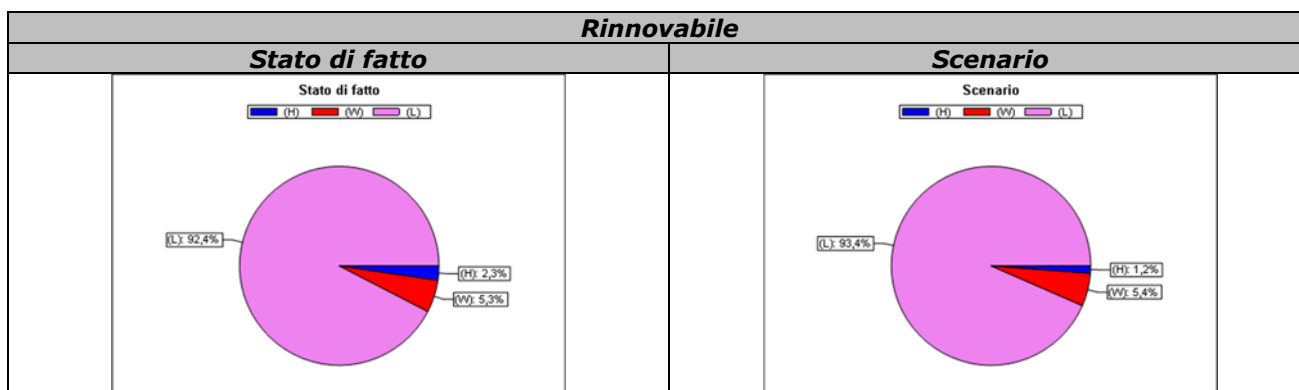 Rinnovabile
Stato di fatto
Scenario
Stato di fatto
(H) (W) (L)
(L): 92,4%
(H): 2,3%
(W): 5,3%
Scenario
(H) (W) (L)
(L): 93,4%
(H): 1,2%
(W): 5,4%